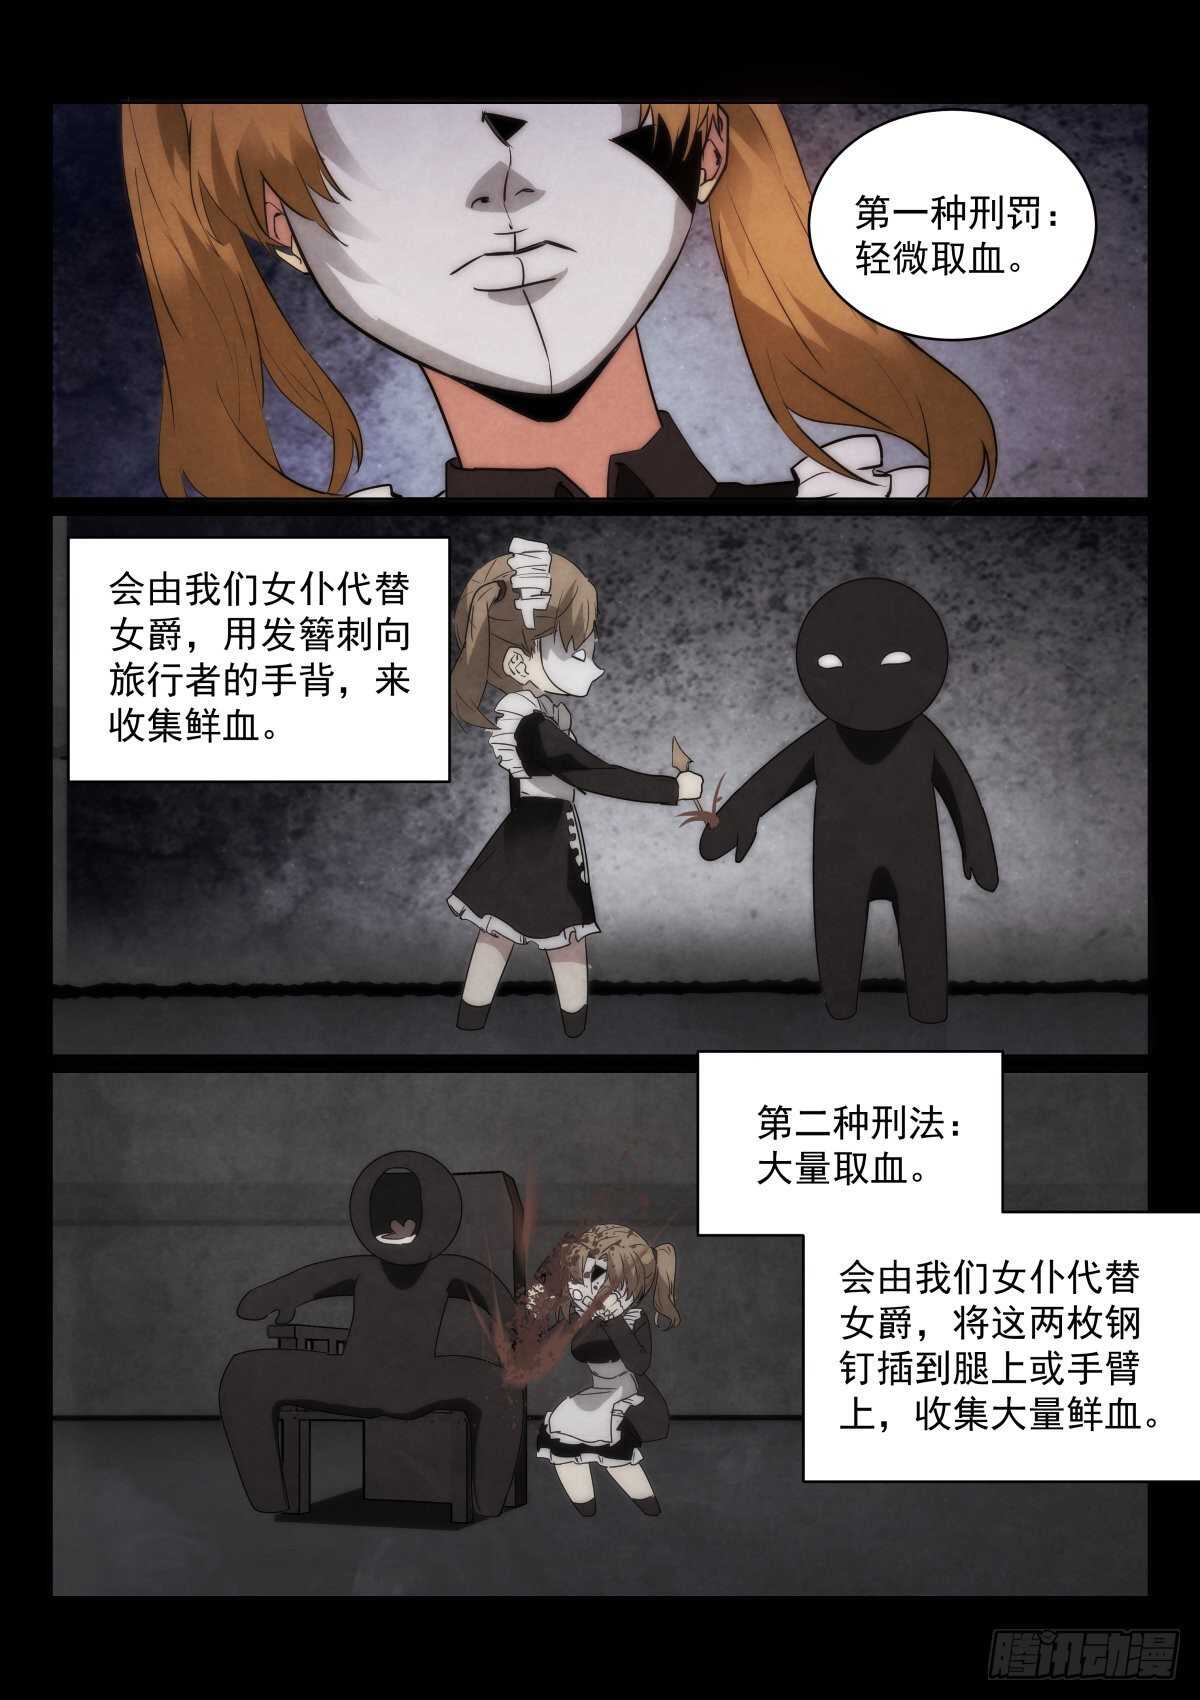 第一种刑罚：
轻微取血。
会由我们女仆代替
女爵，用发簪刺向
旅行者的手背，来
收集鲜血。
第二种刑法：
大量取血。
会由我们女仆代替
女爵，将这两枚钢
钉插到腿上或手臂
上，收集大量鲜血。
腾讯动漫